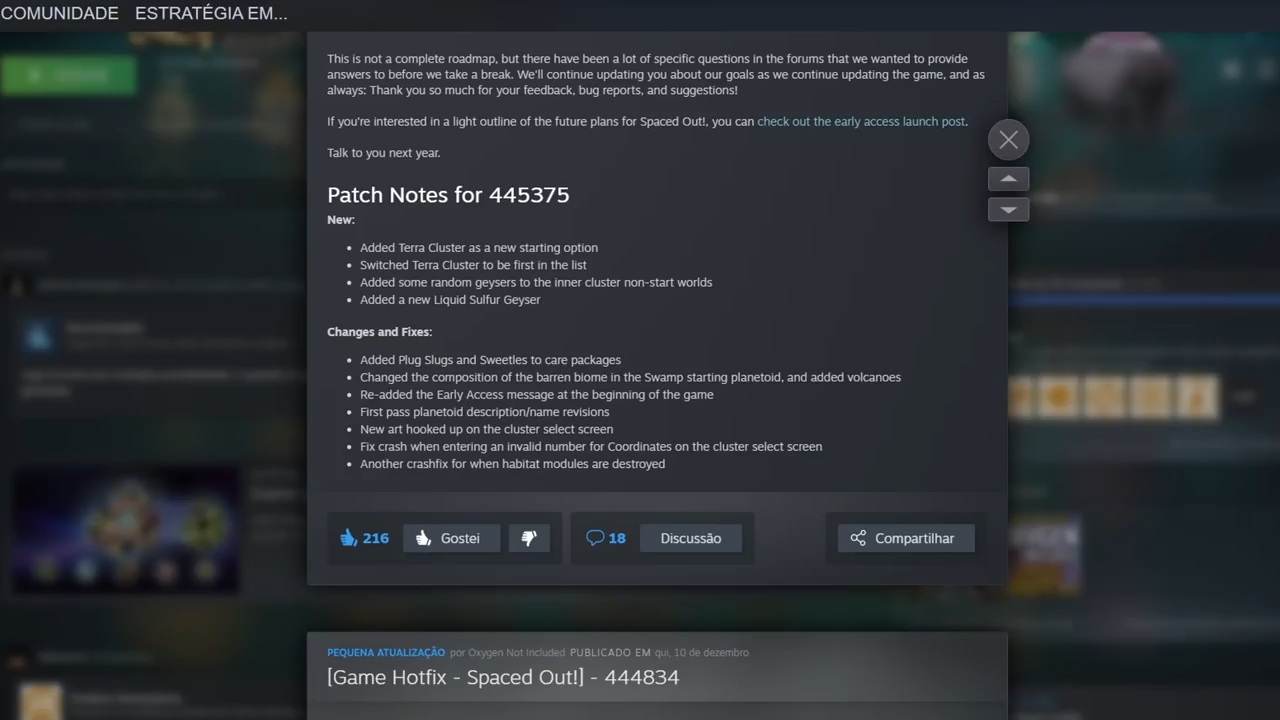 COMUNIDADE ESTRATÉGIA EM...
This is not a complete roadmap, but there have been a lot of specific questions in the forums that we wanted to provide
answers to before we take a break. We'll continue updating you about our goals as we continue updating the game, and as
always: Thank you so much for your feedback, bug reports, and suggestions!
If you're interested in a light outline of the future plans for Spaced Out!, you can check out the early access launch post.
Talk to you next year.
Patch Notes for 445375
New:
• Added Terra Cluster as a new starting option
• Switched Terra Cluster to be first in the list
• Added some random geysers to the inner cluster non-start worlds
• Added a new Liquid Sulfur Geyser
Changes and Fixes:
• Added Plug Slugs and Sweetles to care packages
• Changed the composition of the barren biome in the Swamp starting planetoid, and added volcanoes
• Re-added the Early Access message at the beginning of the game
• First pass planetoid description/name revisions
• New art hooked up on the cluster select screen
• Fix crash when entering an invalid number for Coordinates on the cluster select screen
• Another crashfix for when habitat modules are destroyed
216 Gostei 18 Discussão Compartilhar
PEQUENA ATUALIZAÇÃO por Oxygen Not Included PUBLICADO EM qui, 10 de dezembro
[Game Hotfix - Spaced Out!] - 444834